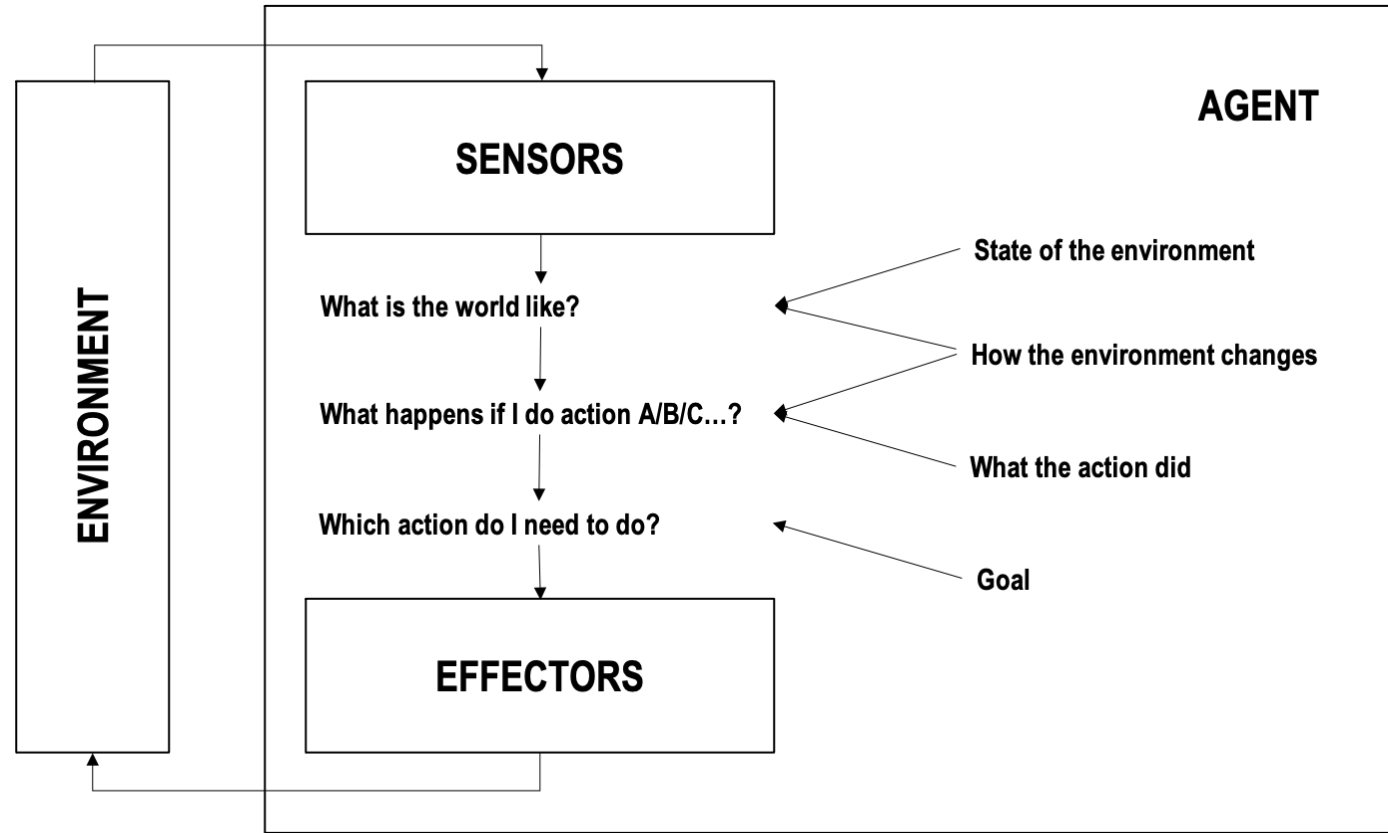 AGENT
SENSORS
State of the environment
What is the world like?
How the environment changes
What happens if I do action A/B/C...?
What the action did
Which action do I need to do?
Goal
EFFECTORS
ENVIRONMENT